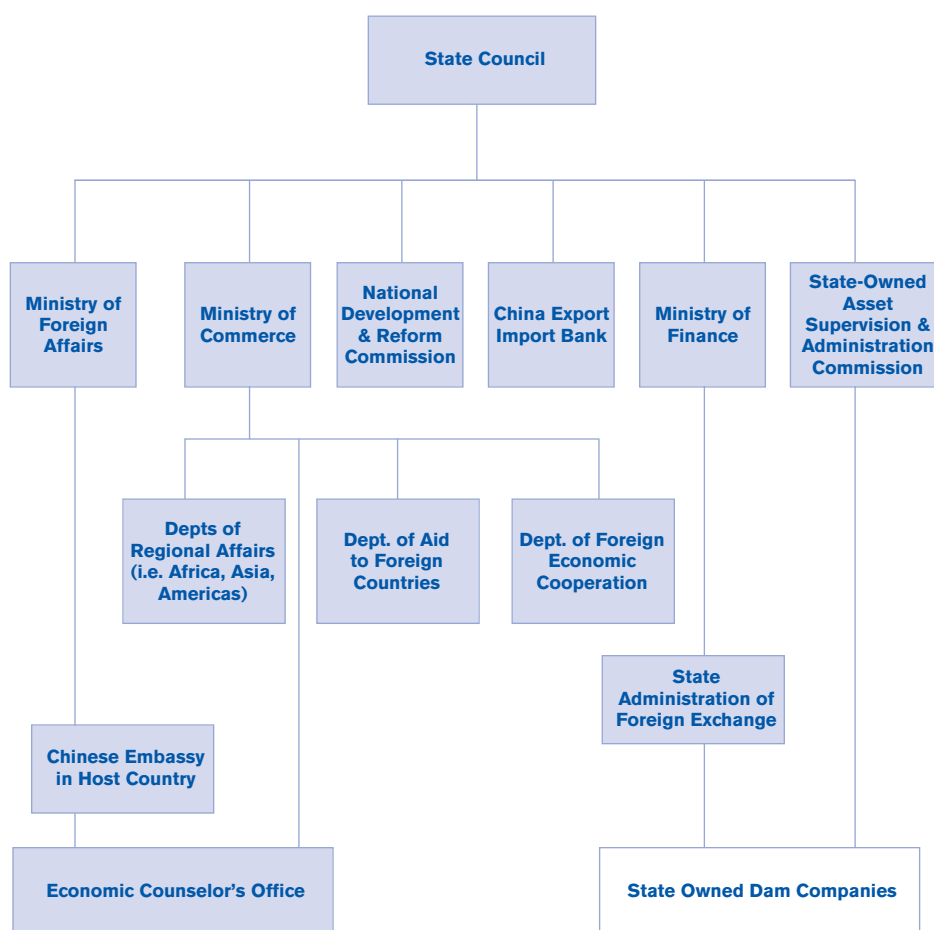 State Council
Ministry of
Foreign
Affairs
Ministry of
Commerce
National
Development
& Reform
Commission
China Export
Import Bank
Ministry of
Finance
State-Owned
Asset
Supervision &
Administration
Commission
Depts of
Regional Affairs
(i.e. Africa, Asia,
Americas)
Dept. of Aid
to Foreign
Countries
Dept. of Foreign
Economic
Cooperation
State
Administration of
Foreign Exchange
Chinese Embassy
in Host Country
Economic Counselor’s Office
State Owned Dam Companies